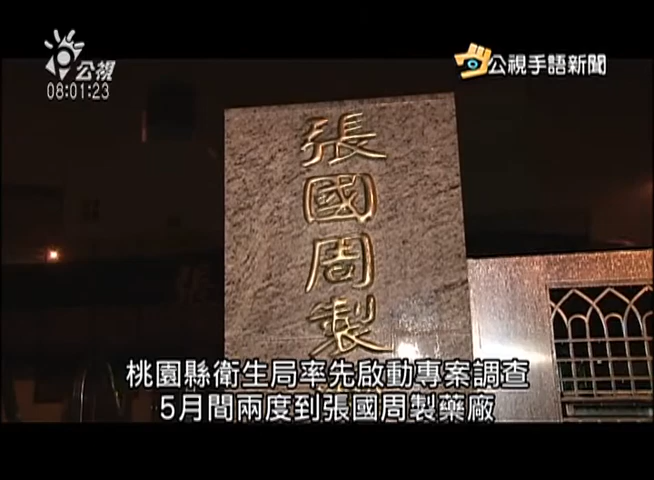 公視
公視手語新聞
08:01:23
張國周製
桃園縣衛生局率先啟動專案調查
5月間兩度到張國周製藥廠